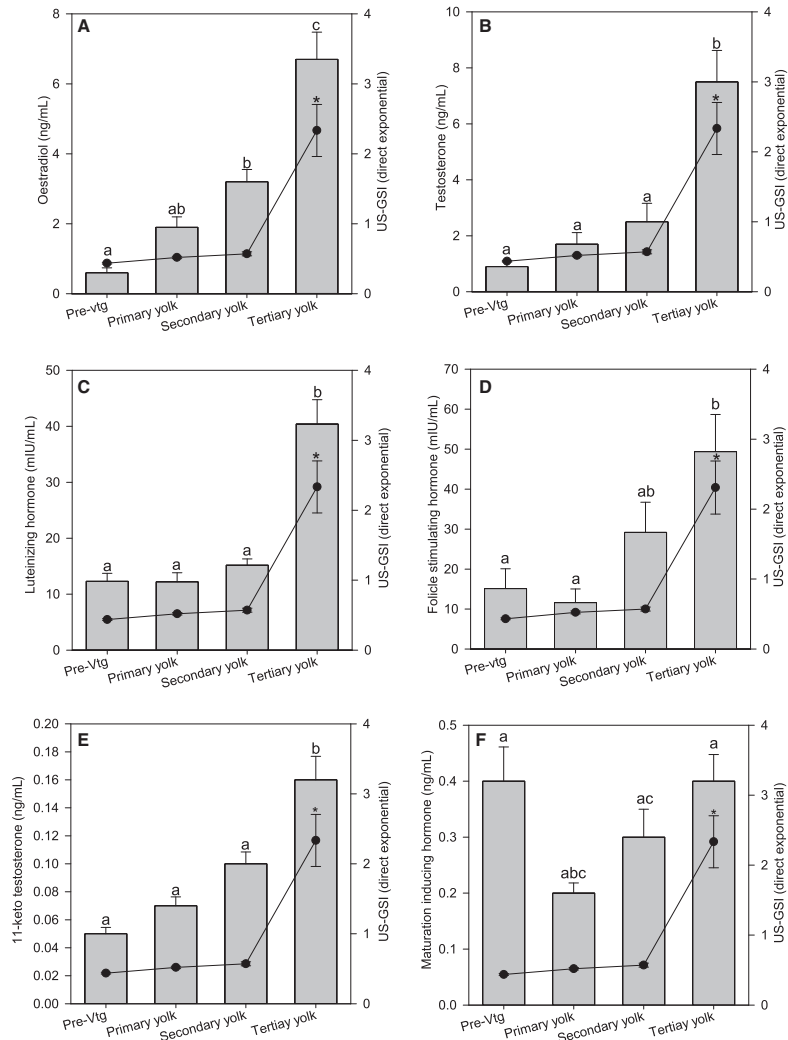 A
Oestradiol (ng/mL)
8
6
4
2
0
c
*
b
ab
a
4
3
2
1
0
US-GSI (direct exponential)
Pre-vtg
Primary yolk
Secondary yolk
Tertiary yolk
B
Testosterone (ng/mL)
10
8
6
4
2
0
b
*
a
a
a
4
3
2
1
0
US-GSI (direct exponential)
Pre-Vtg
Primary yolk
Secondary yolk
Tertiay yolk
C
Luteinizing hormone (mIU/mL)
50
40
30
20
10
0
b
*
a
a
a
4
3
2
1
0
US-GSI (direct exponential)
Pre-Vtg
Primary yolk
Secondary yolk
Tertiary yolk
D
Folicle stimulating hormone (mIU/mL)
70
60
50
40
30
20
10
0
b
*
ab
a
a
4
3
2
1
0
US-GSI (direct exponential)
Pre-vtg
Primary yolk
Secondary yolk
Tertiary yolk
E
11-keto testosterone (ng/mL)
0.20
0.18
0.16
0.14
0.12
0.10
0.08
0.06
0.04
0.02
0.00
b
*
a
a
a
4
3
2
1
0
US-GSI (direct exponential)
Pre-Vtg
Primary yolk
Secondary yolk
Tertiay yolk
F
Maturation inducing hormone (ng/mL)
0.5
0.4
0.3
0.2
0.1
0.0
a
a
*
ac
abc
4
3
2
1
0
US-GSI (direct exponential)
Pre-Vtg
Primary yolk
Secondary yolk
Tertiay yolk